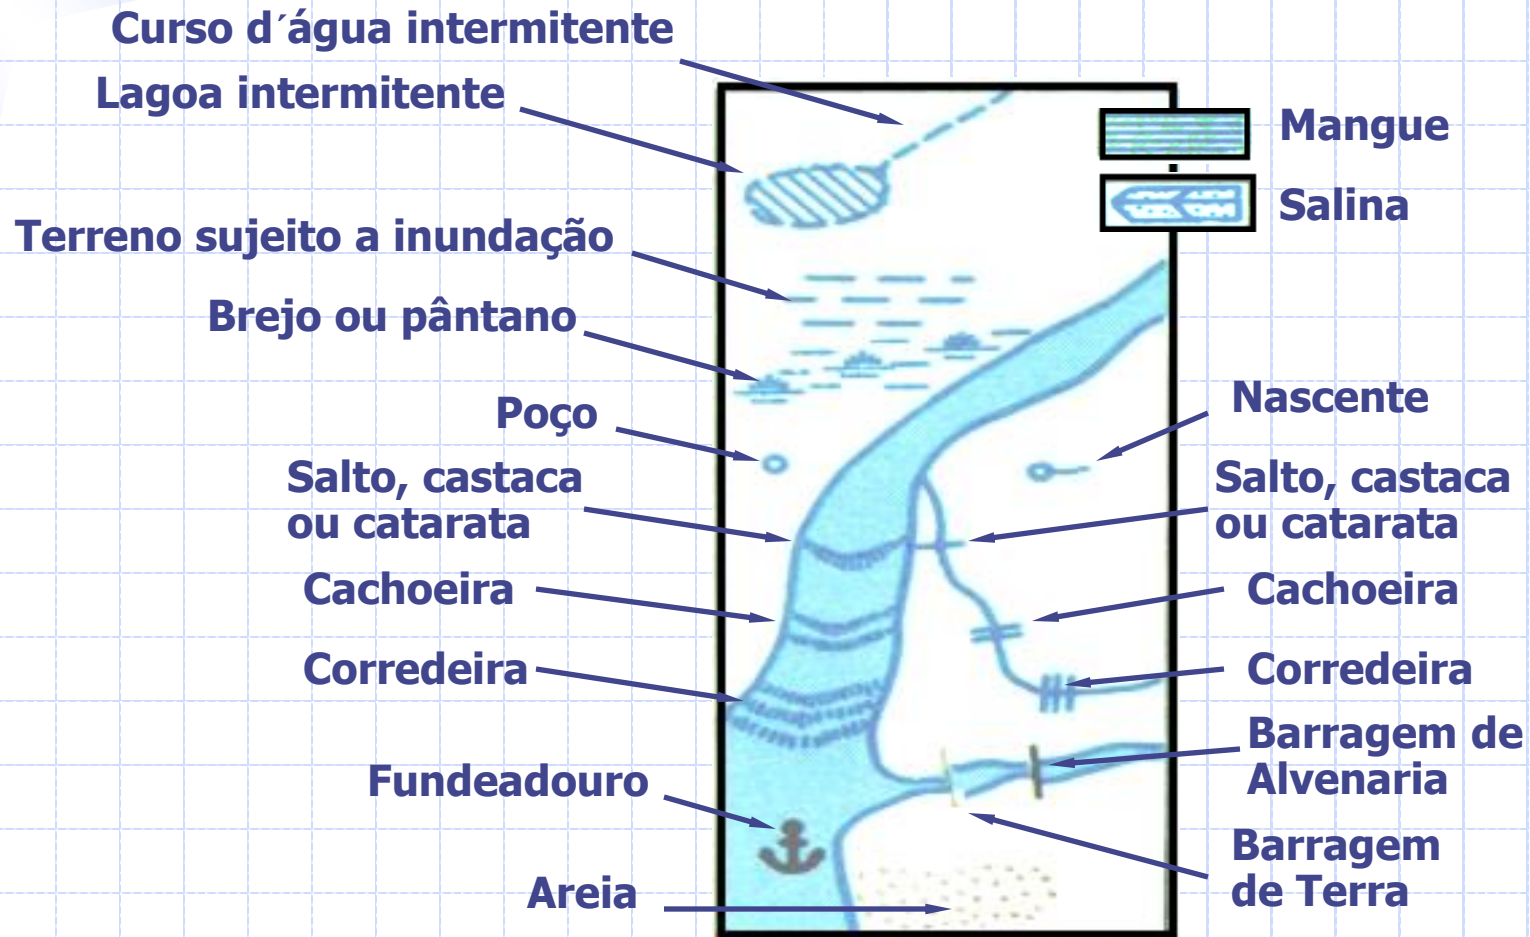 Curso d´água intermitente
Lagoa intermitente
Terreno sujeito a inundação
Brejo ou pântano
Poço
Salto, castaca
ou catarata
Cachoeira
Corredeira
Fundeadouro
Areia
Mangue
Salina
Nascente
Salto, castaca
ou catarata
Cachoeira
Corredeira
Barragem de
Alvenaria
Barragem
de Terra